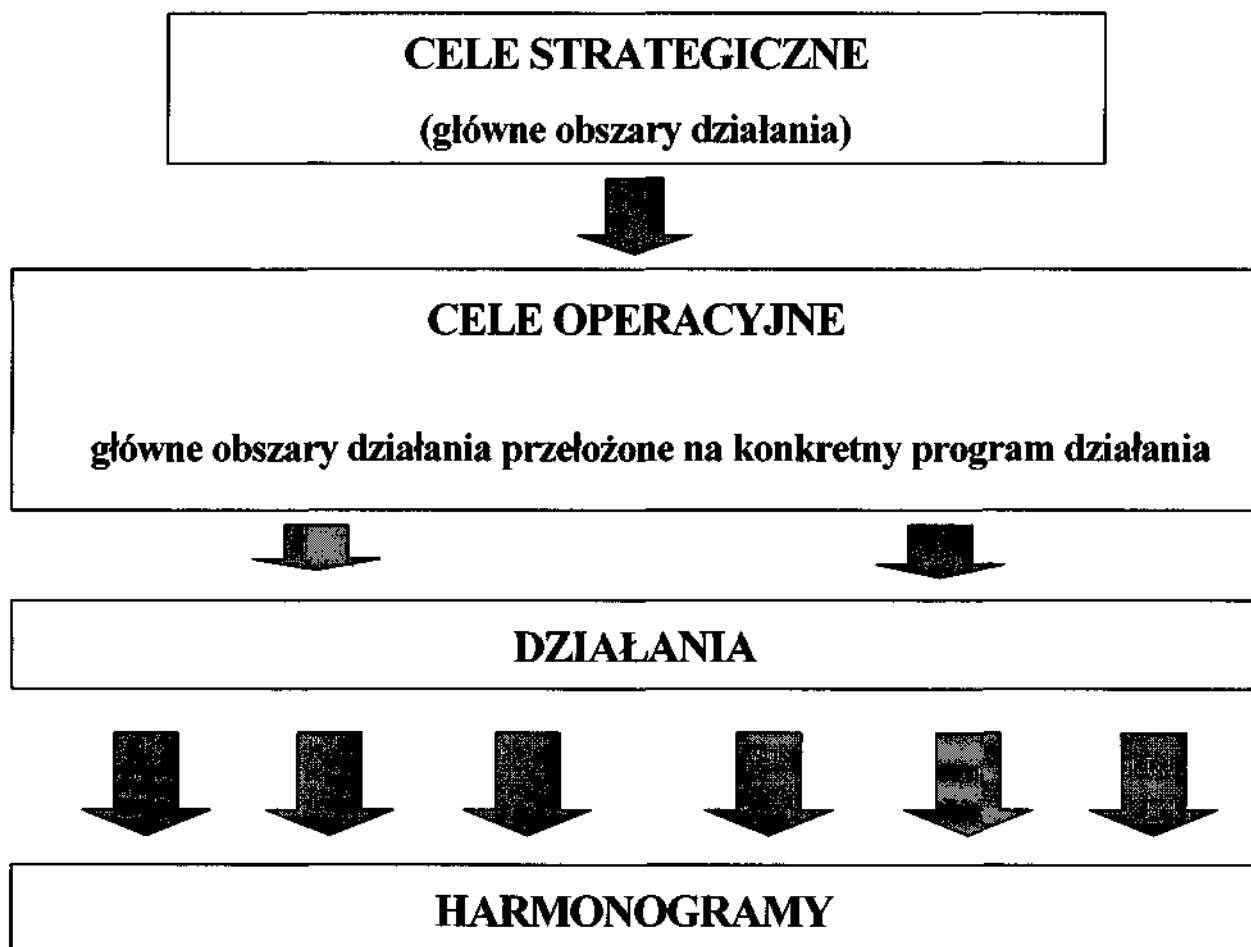 CELE STRATEGICZNE
(główne obszary działania)
CELE OPERACYJNE
główne obszary działania przełożone na konkretny program działania
DZIAŁANIA
HARMONOGRAMY